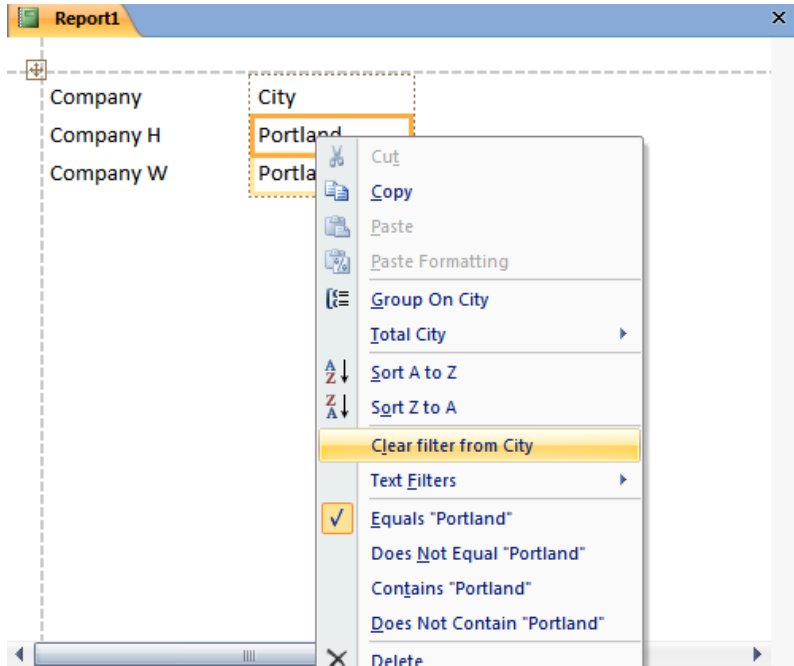 Report1
Company City
Company H Portland
Company W Portla
Cut
Copy
Paste
Paste Formatting
Group On City
Total City
Sort A to Z
Sort Z to A
Clear filter from City
Text Filters
Equals "Portland"
Does Not Equal "Portland"
Contains "Portland"
Does Not Contain "Portland"
Delete